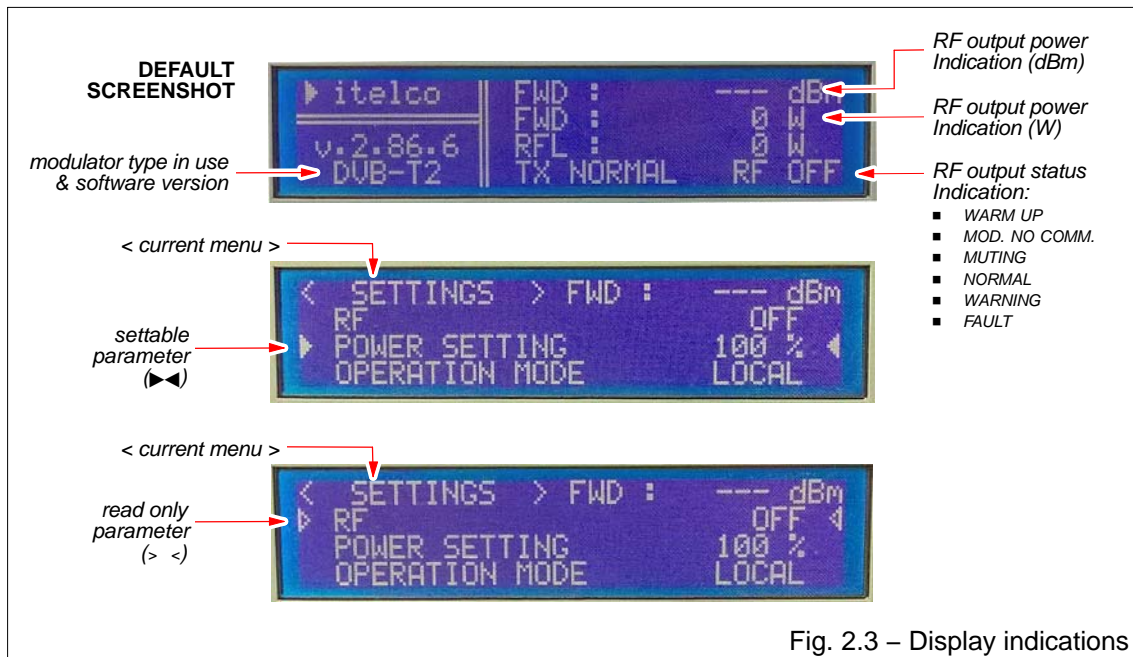 DEFAULT
SCREENSHOT
▶ itelco
v.2.86.6
DVB-T2
FWD : --- dBm
FWD : 0 W
RFL : 0 W
TX NORMAL RF OFF
RF output power
Indication (dBm)
RF output power
Indication (W)
modulator type in use
& software version
RF output status
Indication:
■ WARM UP
■ MOD. NO COMM.
■ MUTING
■ NORMAL
■ WARNING
■ FAULT
< current menu >
< SETTINGS > FWD : --- dBm
RF OFF
▶ POWER SETTING 100 % ◀
OPERATION MODE LOCAL
settable
parameter
(▶◀)
< current menu >
< SETTINGS > FWD : --- dBm
▷ RF OFF ◁
POWER SETTING 100 %
OPERATION MODE LOCAL
read only
parameter
(> <)
Fig. 2.3 – Display indications